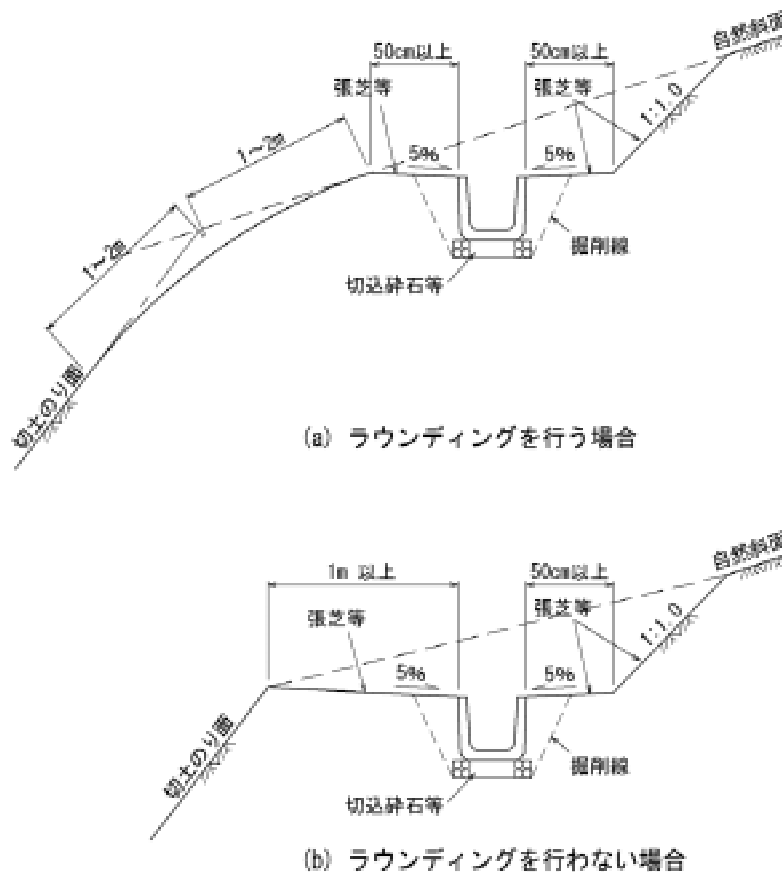 自然斜面
50cm以上
50cm以上
張芝等
張芝等
1:1.0
1～2m
5%
5%
1～2m
掘削線
切込砕石等
切土のり面
(a) ラウンディングを行う場合
自然斜面
1m 以上
50cm以上
張芝等
張芝等
1:1.0
5%
5%
切土のり面
掘削線
切込砕石等
(b) ラウンディングを行わない場合